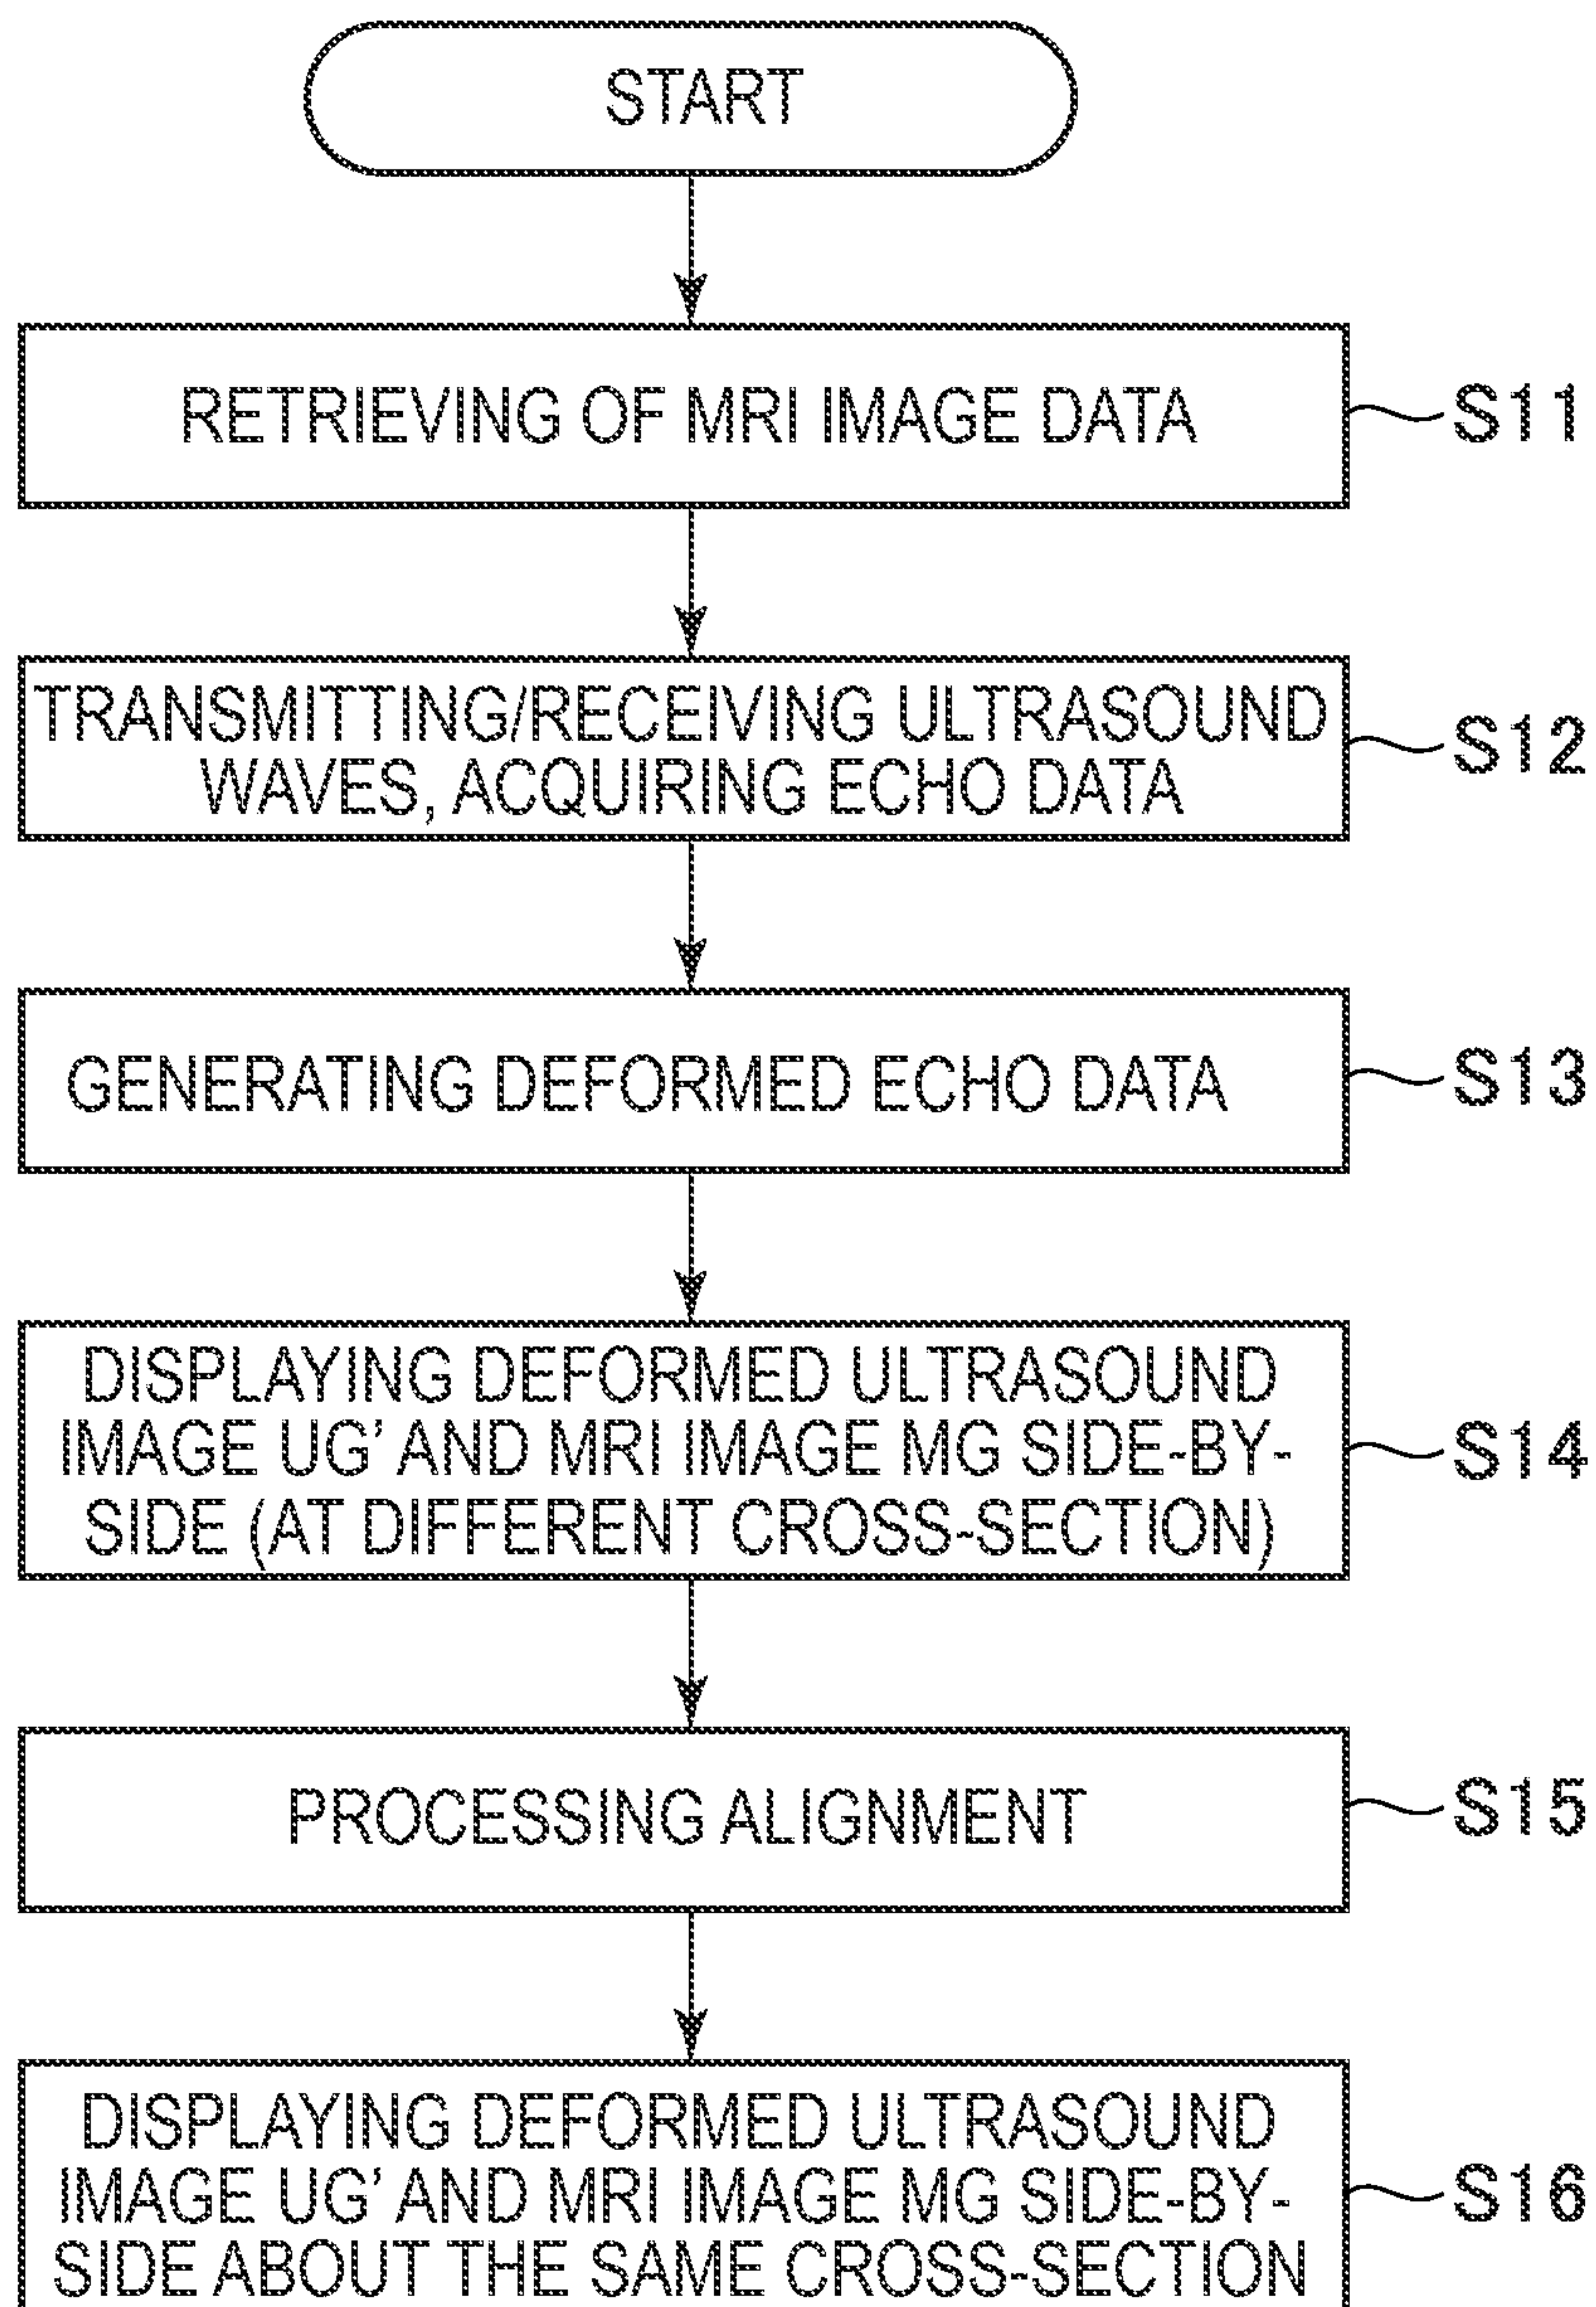 START
RETRIEVING OF MRI IMAGE DATA
S11
TRANSMITTING/RECEIVING ULTRASOUND
WAVES, ACQUIRING ECHO DATA
S12
GENERATING DEFORMED ECHO DATA
S13
DISPLAYING DEFORMED ULTRASOUND
IMAGE UG' AND MRI IMAGE MG SIDE-BY-
SIDE (AT DIFFERENT CROSS-SECTION)
S14
PROCESSING ALIGNMENT
S15
DISPLAYING DEFORMED ULTRASOUND
IMAGE UG' AND MRI IMAGE MG SIDE-BY-
SIDE ABOUT THE SAME CROSS-SECTION
S16